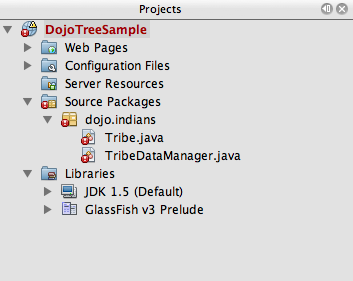 Projects
DojoTreeSample
Web Pages
Configuration Files
Server Resources
Source Packages
dojo.indians
Tribe.java
TribeDataManager.java
Libraries
JDK 1.5 (Default)
GlassFish v3 Prelude